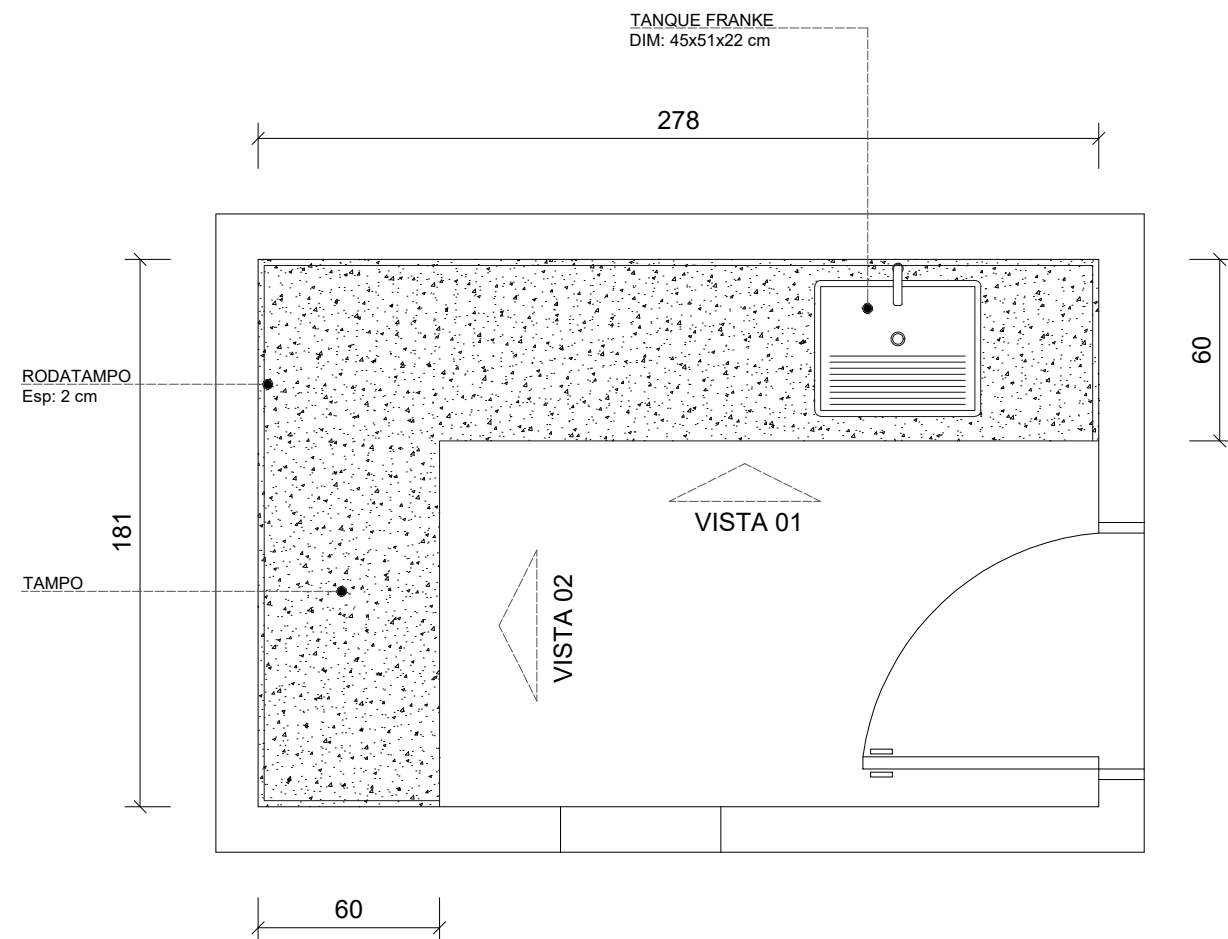 TANQUE FRANKE
DIM: 45x51x22 cm
278
60
RODATAMPO
Esp: 2 cm
181
VISTA 01
TAMPO
VISTA 02
60